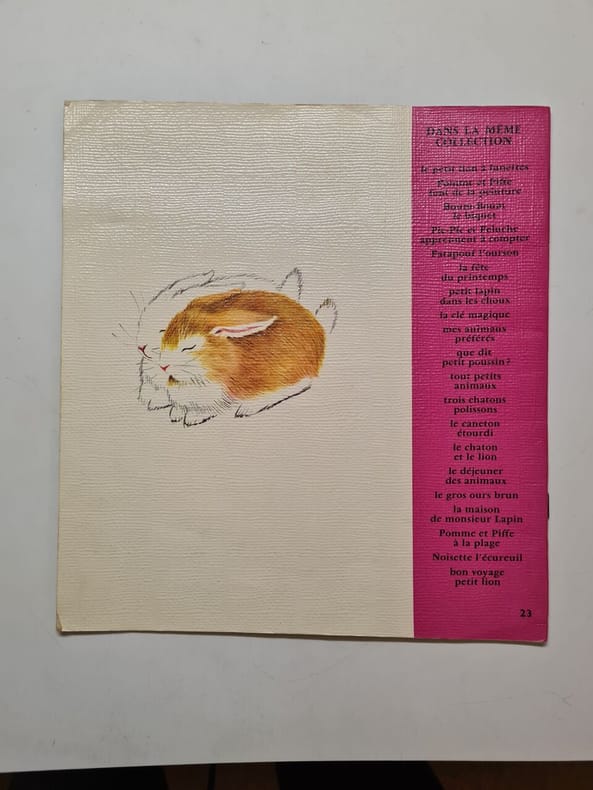 DANS LA MÊME
COLLECTION
le petit lion à lunettes
Pomme et Piffe
font de la peinture
le biquet
Pic-Pic et Peluche
apprennent à compter
Patapouf l'ourson
la fête
du printemps
petit lapin
dans les choux
la clé magique
mes animaux
préférés
que dit
petit poussin?
tout petits
animaux
trois chatons
polissons
le caneton
étourdi
le chaton
et le lion
le déjeuner
des animaux
le gros ours brun
la maison
de monsieur Lapin
Pomme et Piffe
à la plage
Noisette l'écureuil
bon voyage
petit lion
23